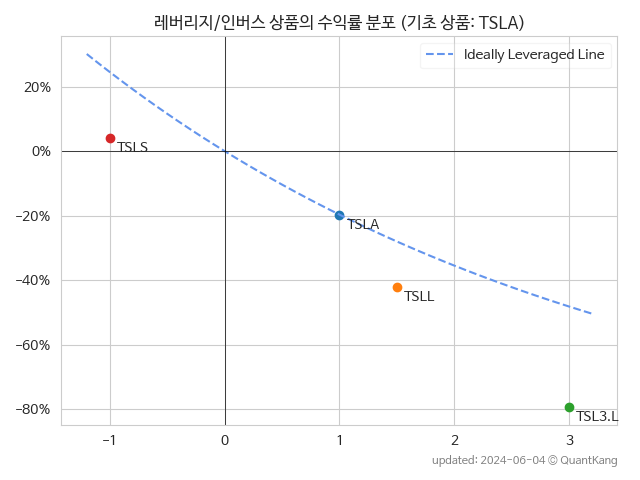 레버리지/인버스 상품의 수익률 분포 (기초 상품: TSLA)
Ideally Leveraged Line
20%
TSLS
0%
−20%
TSLA
−40%
TSLL
−60%
−80%
TSL3.L
−1 0 1 2 3
updated: 2024-06-04 © QuantKang